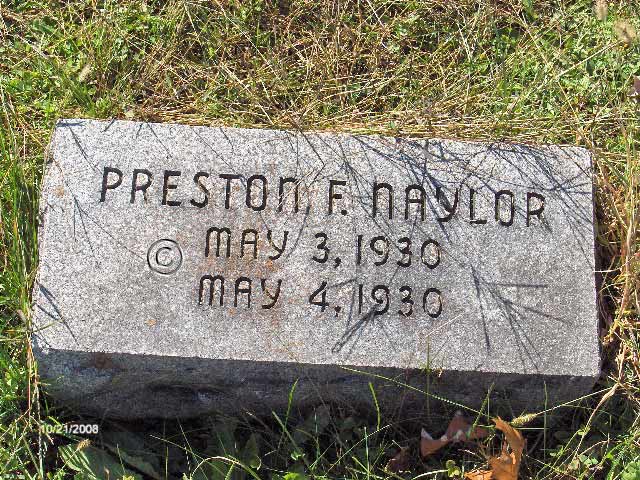 PRESTON F. NAYLOR
MAY 3, 1930
©
MAY 4, 1930
10/21/2008